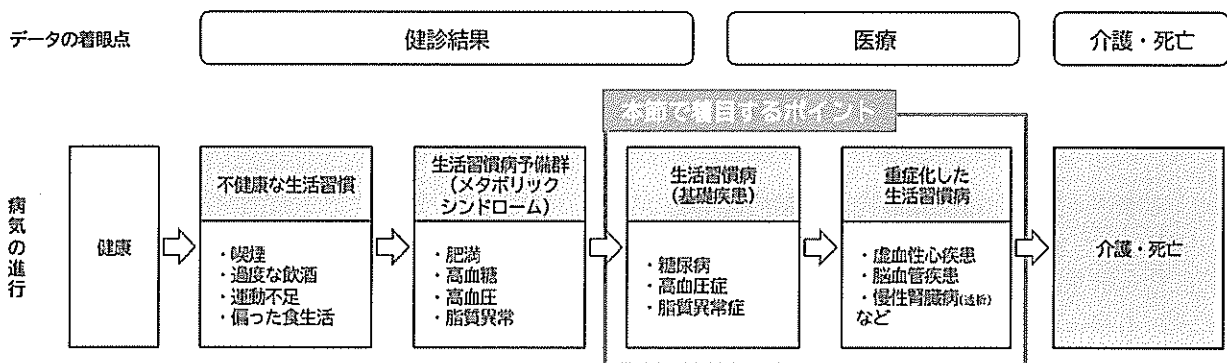 データの着眼点
健診結果
医療
介護・死亡
本節で着目するポイント
病気の進行
健康
不健康な生活習慣
・喫煙
・過度な飲酒
・運動不足
・偏った食生活
生活習慣病予備群
(メタボリック
シンドローム)
・肥満
・高血糖
・高血圧
・脂質異常
生活習慣病
(基礎疾患)
・糖尿病
・高血圧症
・脂質異常症
重症化した
生活習慣病
・虚血性心疾患
・脳血管疾患
・慢性腎臓病(透析)
など
介護・死亡